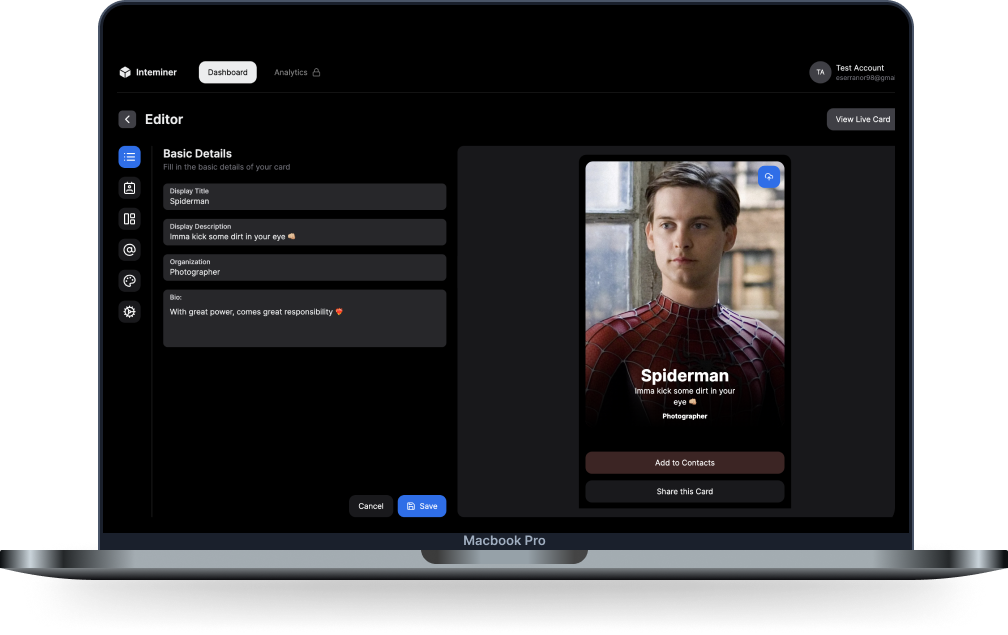 Inteminer
Dashboard
Analytics
TA
Test Account
eserranor98@gmai
Editor
View Live Card
Basic Details
Fill in the basic details of your card
Display Title
Spiderman
Display Description
Imma kick some dirt in your eye 👊🏼
Organization
Photographer
Bio:
With great power, comes great responsibility ❤️‍🔥
Cancel
Save
Spiderman
Imma kick some dirt in your
eye 👊🏼
Photographer
Add to Contacts
Share this Card
Macbook Pro